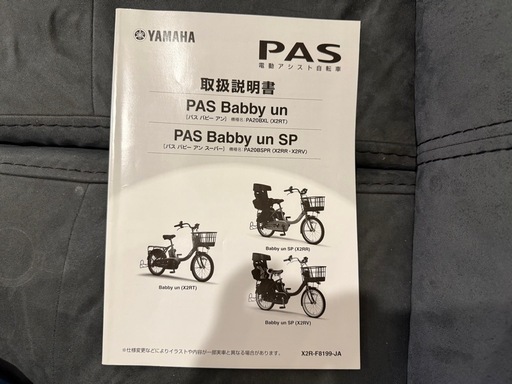 YAMAHA
PAS
電動アシスト自転車
取扱説明書
PAS Babby un
[パス バビー アン] 機種名: PA20BXL (X2RT)
PAS Babby un SP
[パス バビー アン スーパー] 機種名: PA20BSPR (X2RR・X2RV)
Babby un SP (X2RR)
Babby un (X2RT)
Babby un SP (X2RV)
※仕様変更などによりイラストや内容が一部実車と異なる場合があります。
X2R-F8199-JA